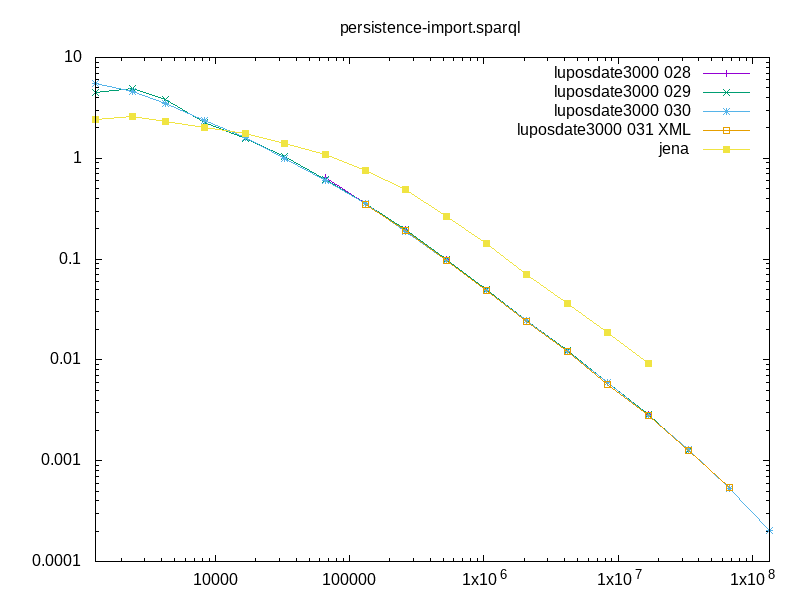 persistence-import.sparql
10
1
0.1
0.01
0.001
0.0001
luposdate3000 028
luposdate3000 029
luposdate3000 030
luposdate3000 031 XML
jena
10000 100000 1x10^6 1x10^7 1x10^8